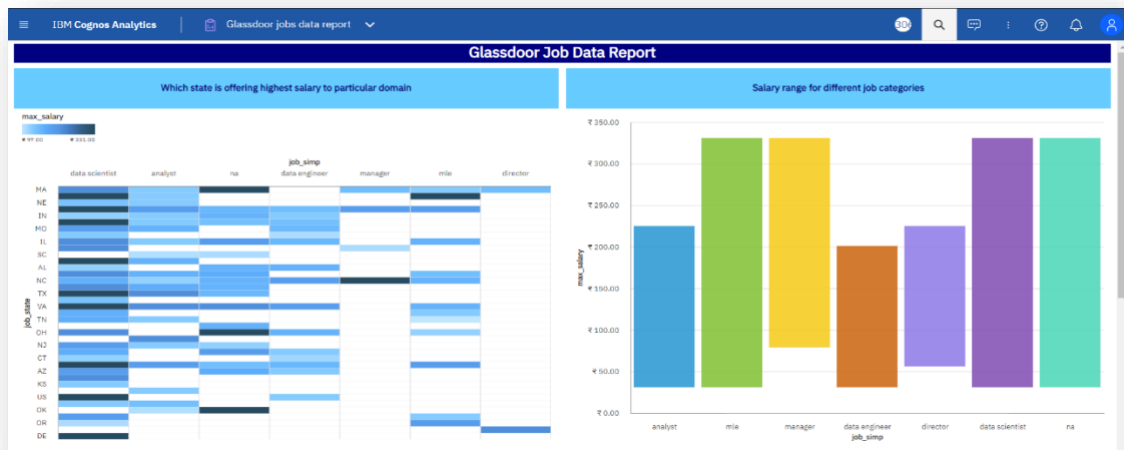 IBM Cognos Analytics
Glassdoor jobs data report
Glassdoor Job Data Report
Which state is offering highest salary to particular domain
max_salary
job_simp
data scientist analyst na data engineer manager mle director
job_state
MA
NE
IN
MO
IL
SC
AL
NC
TX
VA
TN
OH
NJ
CT
AZ
KS
US
OK
OR
DE
Salary range for different job categories
max_salary
₹ 350.00
₹ 300.00
₹ 250.00
₹ 200.00
₹ 150.00
₹ 100.00
₹ 50.00
₹ 0.00
analyst mle manager data engineer director data scientist na
job_simp